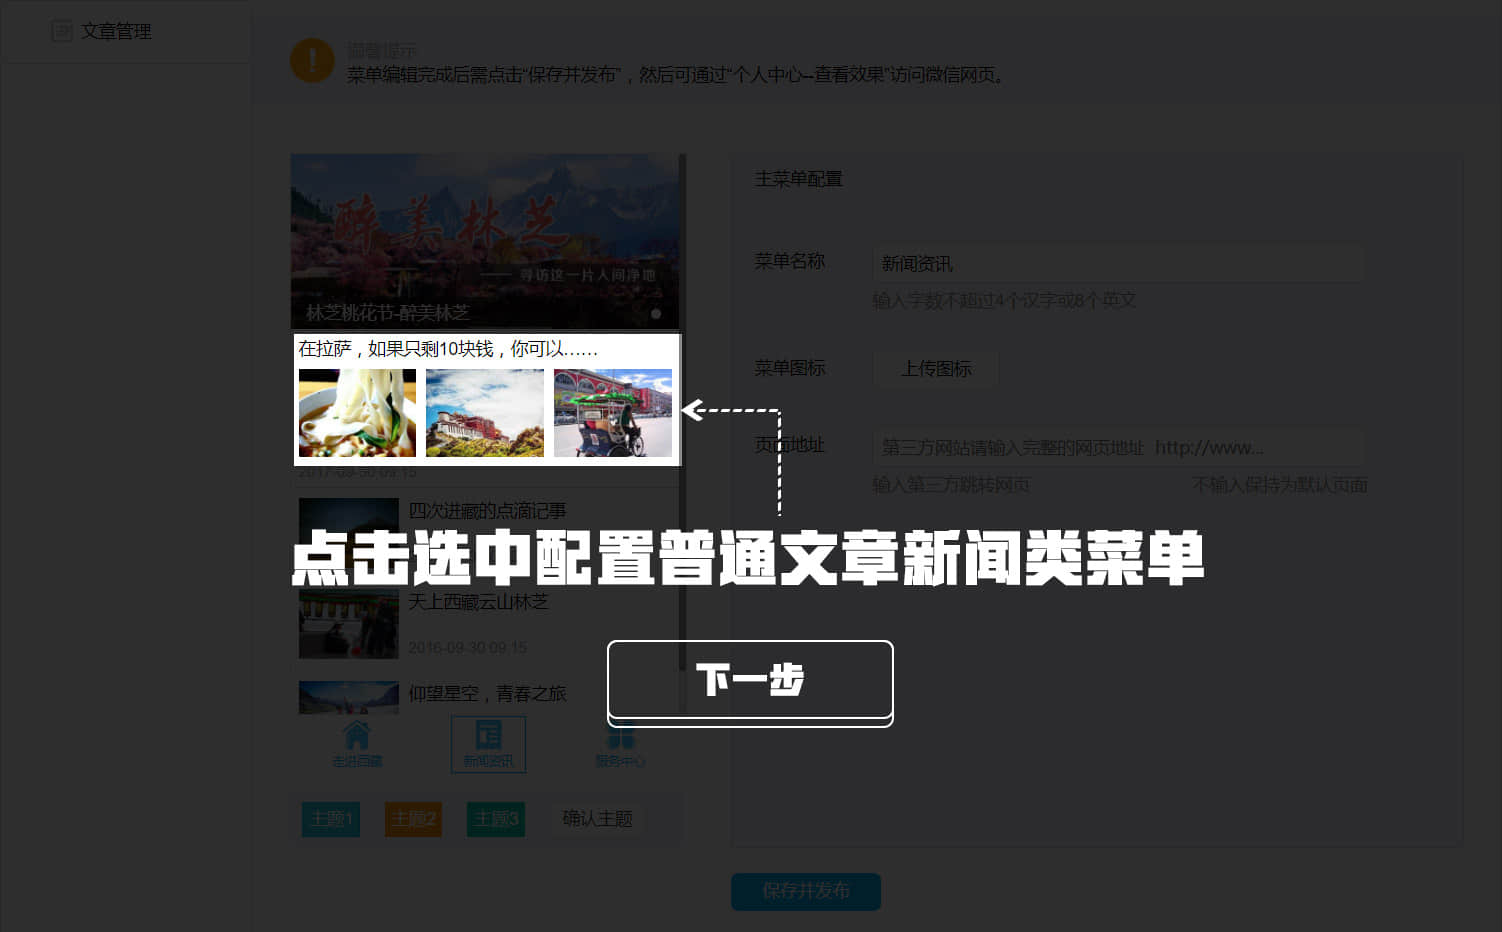 文章管理
温馨提示
菜单编辑完成后需点击“保存并发布”，然后可通过“个人中心--查看效果”访问微信网页。
醉美林芝
—— 寻访这一片人间净地
林芝桃花节-醉美林芝
在拉萨，如果只剩10块钱，你可以……
2017-09-30 09:15
四次进藏的点滴记事
天上西藏云山林芝
2016-09-30 09:15
仰望星空，青春之旅
走进西藏
新闻资讯
服务中心
主题1
主题2
主题3
确认主题
主菜单配置
菜单名称
新闻资讯
输入字数不超过4个汉字或8个英文
菜单图标
上传图标
页面地址
第三方网站请输入完整的网页地址 http://www...
输入第三方跳转网页
不输入保持为默认页面
点击选中配置普通文章新闻类菜单
下一步
保存并发布